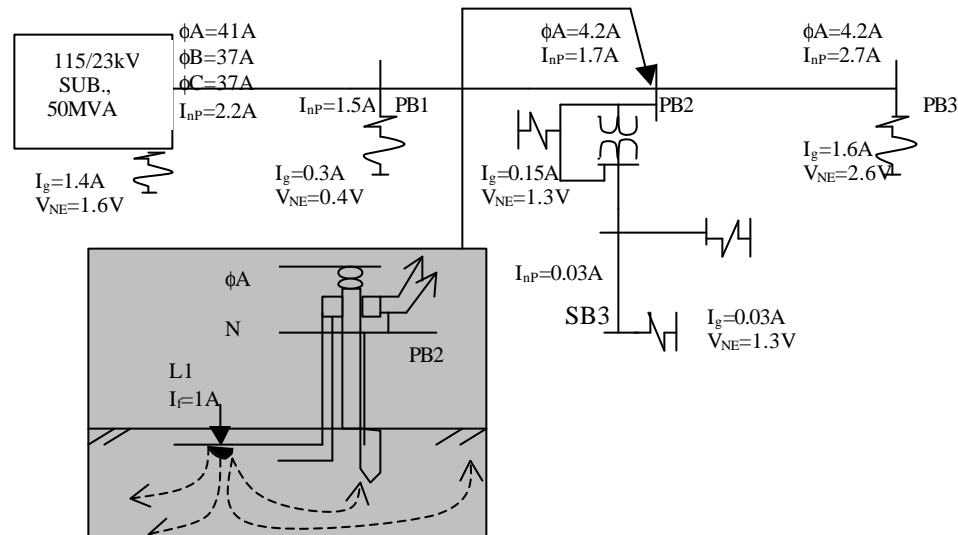 115/23kV
SUB.,
50MVA
ϕA=41A
ϕB=37A
ϕC=37A
InP=2.2A
Ig=1.4A
VNE=1.6V
InP=1.5A
PB1
Ig=0.3A
VNE=0.4V
ϕA=4.2A
InP=1.7A
PB2
Ig=0.15A
VNE=1.3V
ϕA=4.2A
InP=2.7A
PB3
Ig=1.6A
VNE=2.6V
InP=0.03A
SB3
Ig=0.03A
VNE=1.3V
ϕA
N
PB2
L1
If=1A